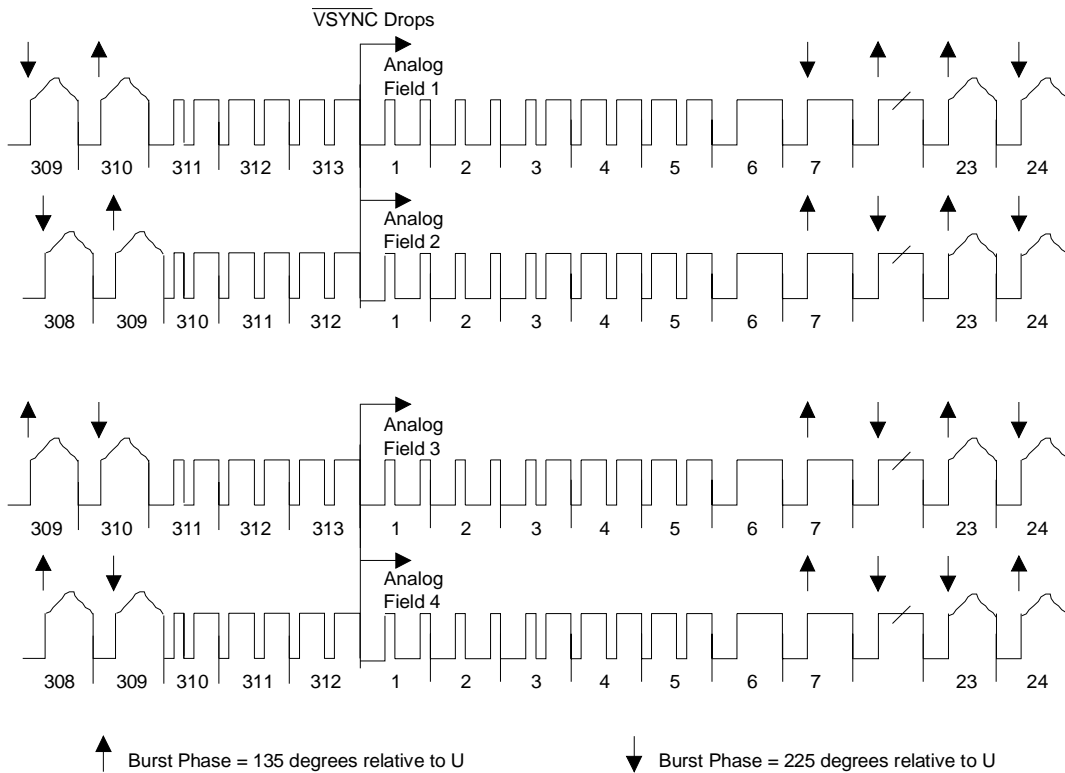 VSYNC Drops
Analog
Field 1
309 310 311 312 313 1 2 3 4 5 6 7 23 24
Analog
Field 2
308 309 310 311 312 1 2 3 4 5 6 7 23 24
Analog
Field 3
309 310 311 312 313 1 2 3 4 5 6 7 23 24
Analog
Field 4
308 309 310 311 312 1 2 3 4 5 6 7 23 24
Burst Phase = 135 degrees relative to U
Burst Phase = 225 degrees relative to U